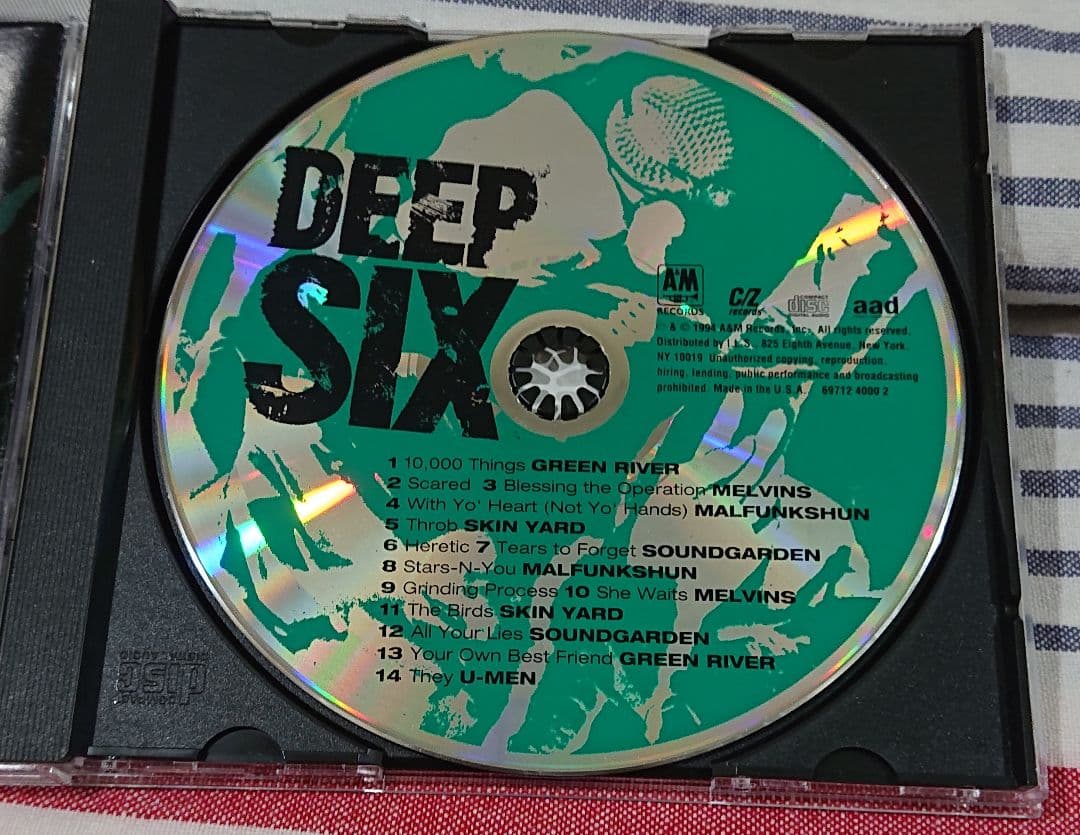 DEEP
SIX
A&M
RECORDS
C/Z
records
COMPACT
disc
DIGITAL AUDIO
aad
℗ & © 1994 A&M Records, Inc. All rights reserved.
Distributed by I.L.S., 825 Eighth Avenue, New York,
NY 10019 Unauthorized copying, reproduction,
hiring, lending, public performance and broadcasting
prohibited. Made in the U.S.A. 69712 4000 2
1 10,000 Things GREEN RIVER
2 Scared 3 Blessing the Operation MELVINS
4 With Yo' Heart (Not Yo' Hands) MALFUNKSHUN
5 Throb SKIN YARD
6 Heretic 7 Tears to Forget SOUNDGARDEN
8 Stars-N-You MALFUNKSHUN
9 Grinding Process 10 She Waits MELVINS
11 The Birds SKIN YARD
12 All Your Lies SOUNDGARDEN
13 Your Own Best Friend GREEN RIVER
14 They U-MEN
disc